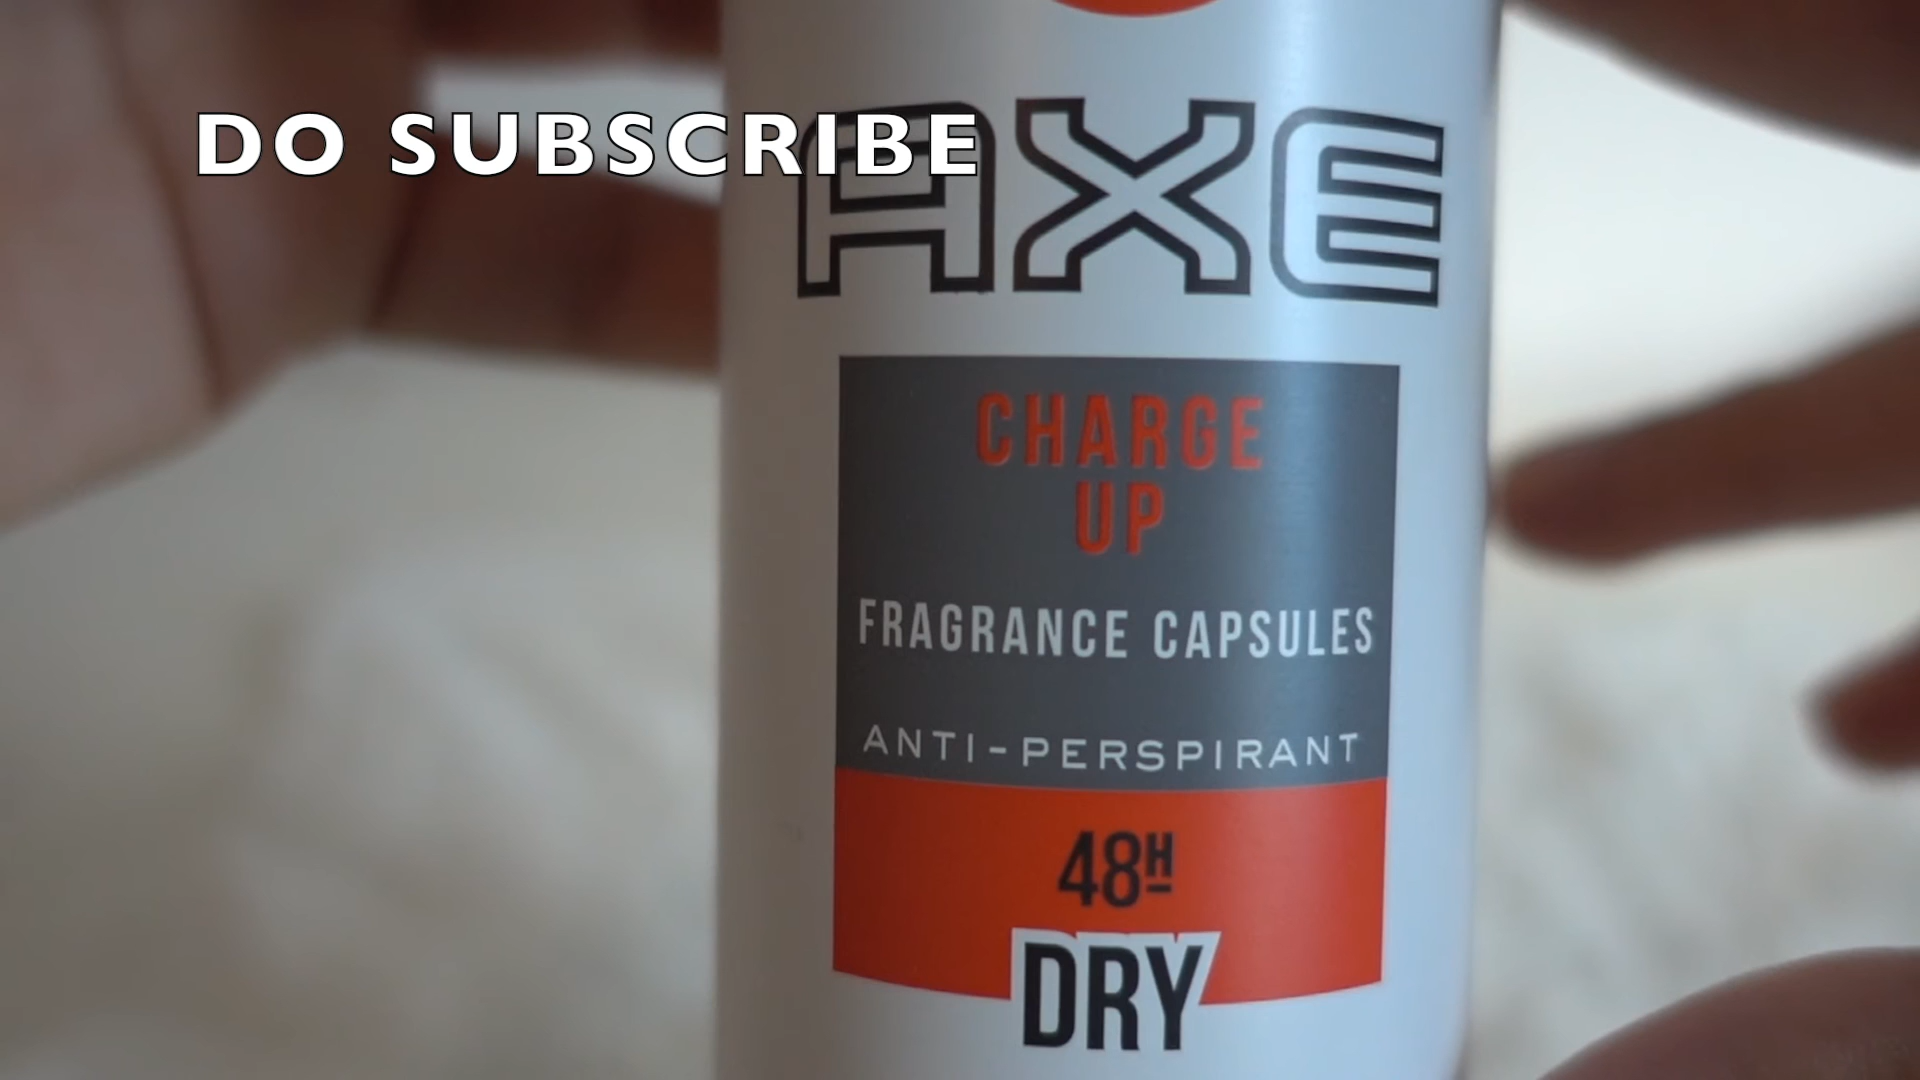 DO SUBSCRIBE
AXE
CHARGE
UP
FRAGRANCE CAPSULES
ANTI-PERSPIRANT
48H
DRY